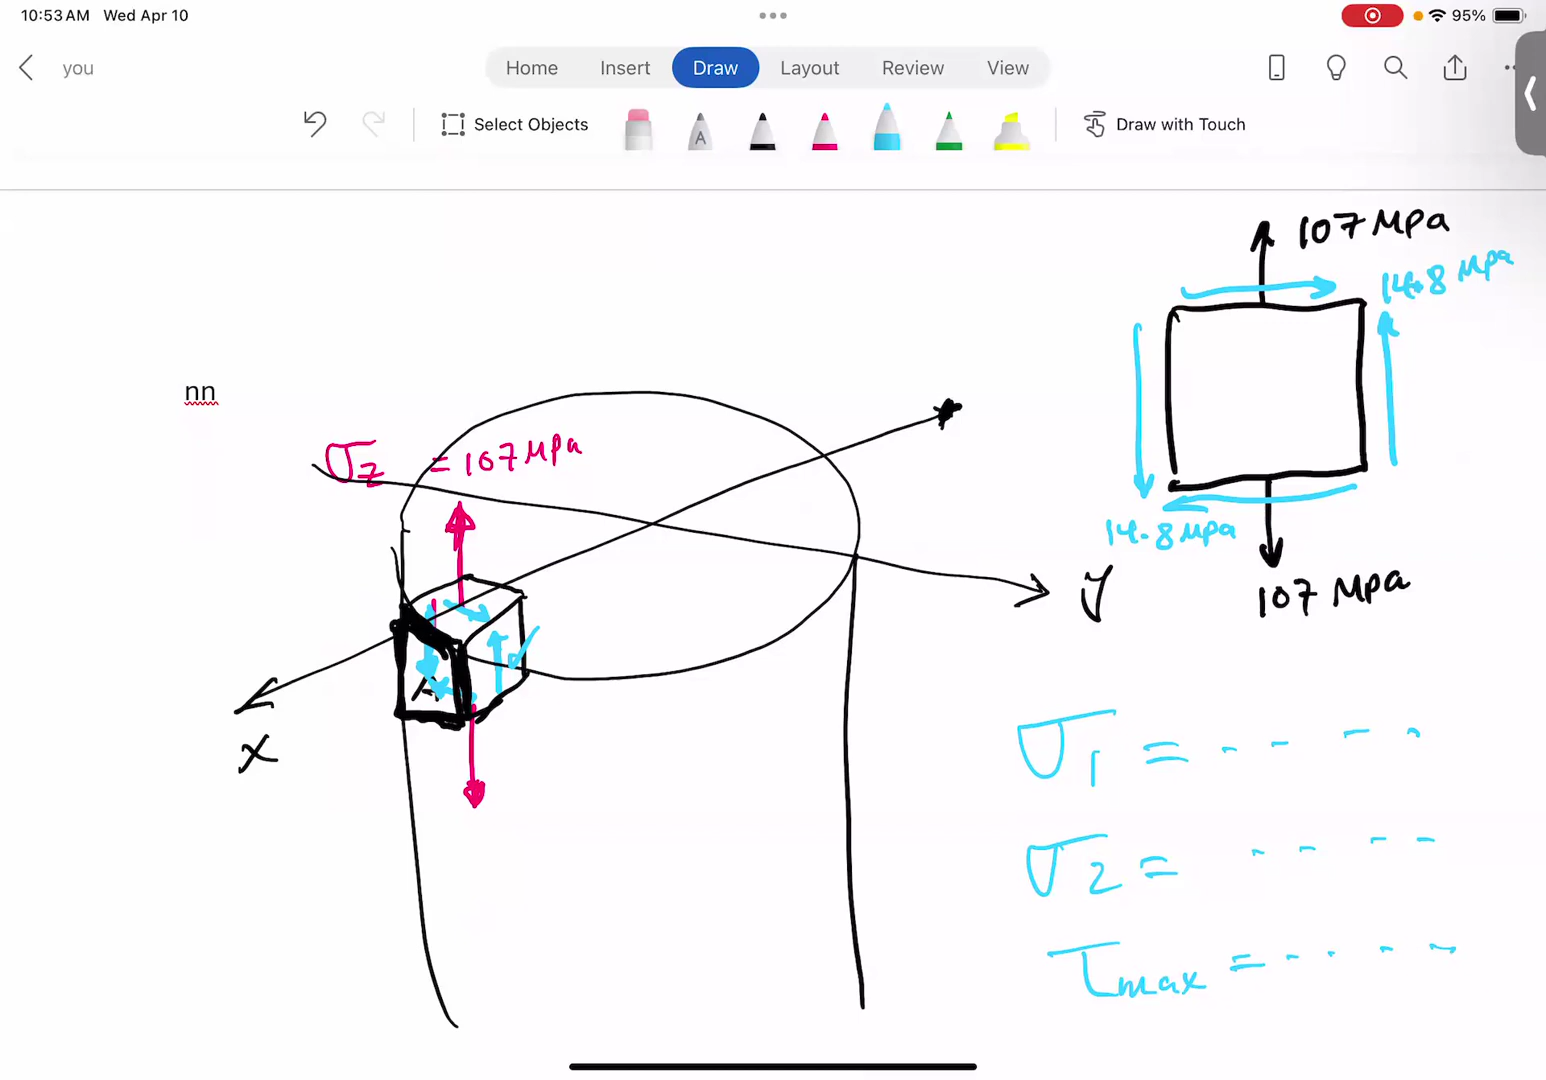 10:53 AM Wed Apr 10
95%
you
Home Insert Draw Layout Review View
Select Objects
A
Draw with Touch
107 MPa
14.8 MPa
nn
σz = 107 MPa
14.8 MPa
y
107 MPa
A
x
σ1 = - - - -
σ2 = - - - -
τmax = - - - -